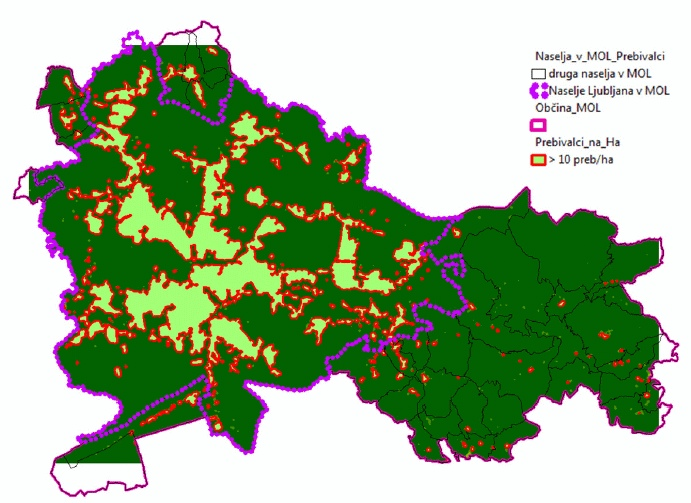 Naselja_v_MOL_Prebivalci
druga naselja v MOL
Naselje Ljubljana v MOL
Občina_MOL
Prebivalci_na_Ha
> 10 preb/ha